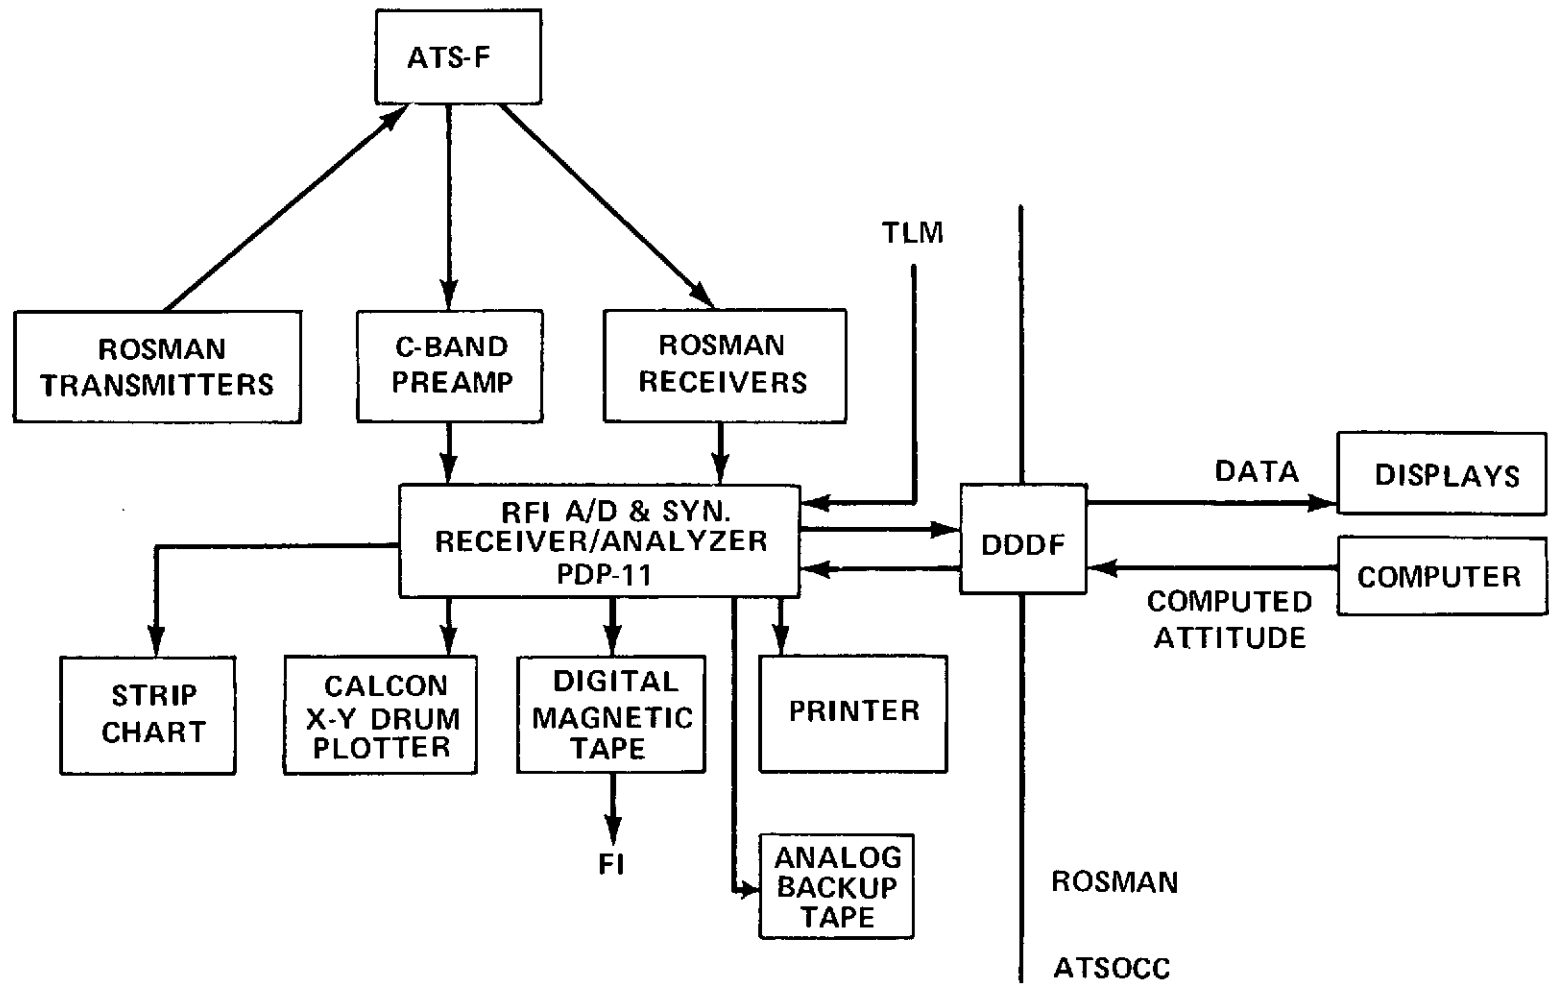 ATS-F
TLM
ROSMAN
TRANSMITTERS
C-BAND
PREAMP
ROSMAN
RECEIVERS
DATA
DISPLAYS
RFI A/D & SYN.
RECEIVER/ANALYZER
PDP-11
DDDF
COMPUTER
COMPUTED
ATTITUDE
STRIP
CHART
CALCON
X-Y DRUM
PLOTTER
DIGITAL
MAGNETIC
TAPE
PRINTER
FI
ANALOG
BACKUP
TAPE
ROSMAN
ATSOCC